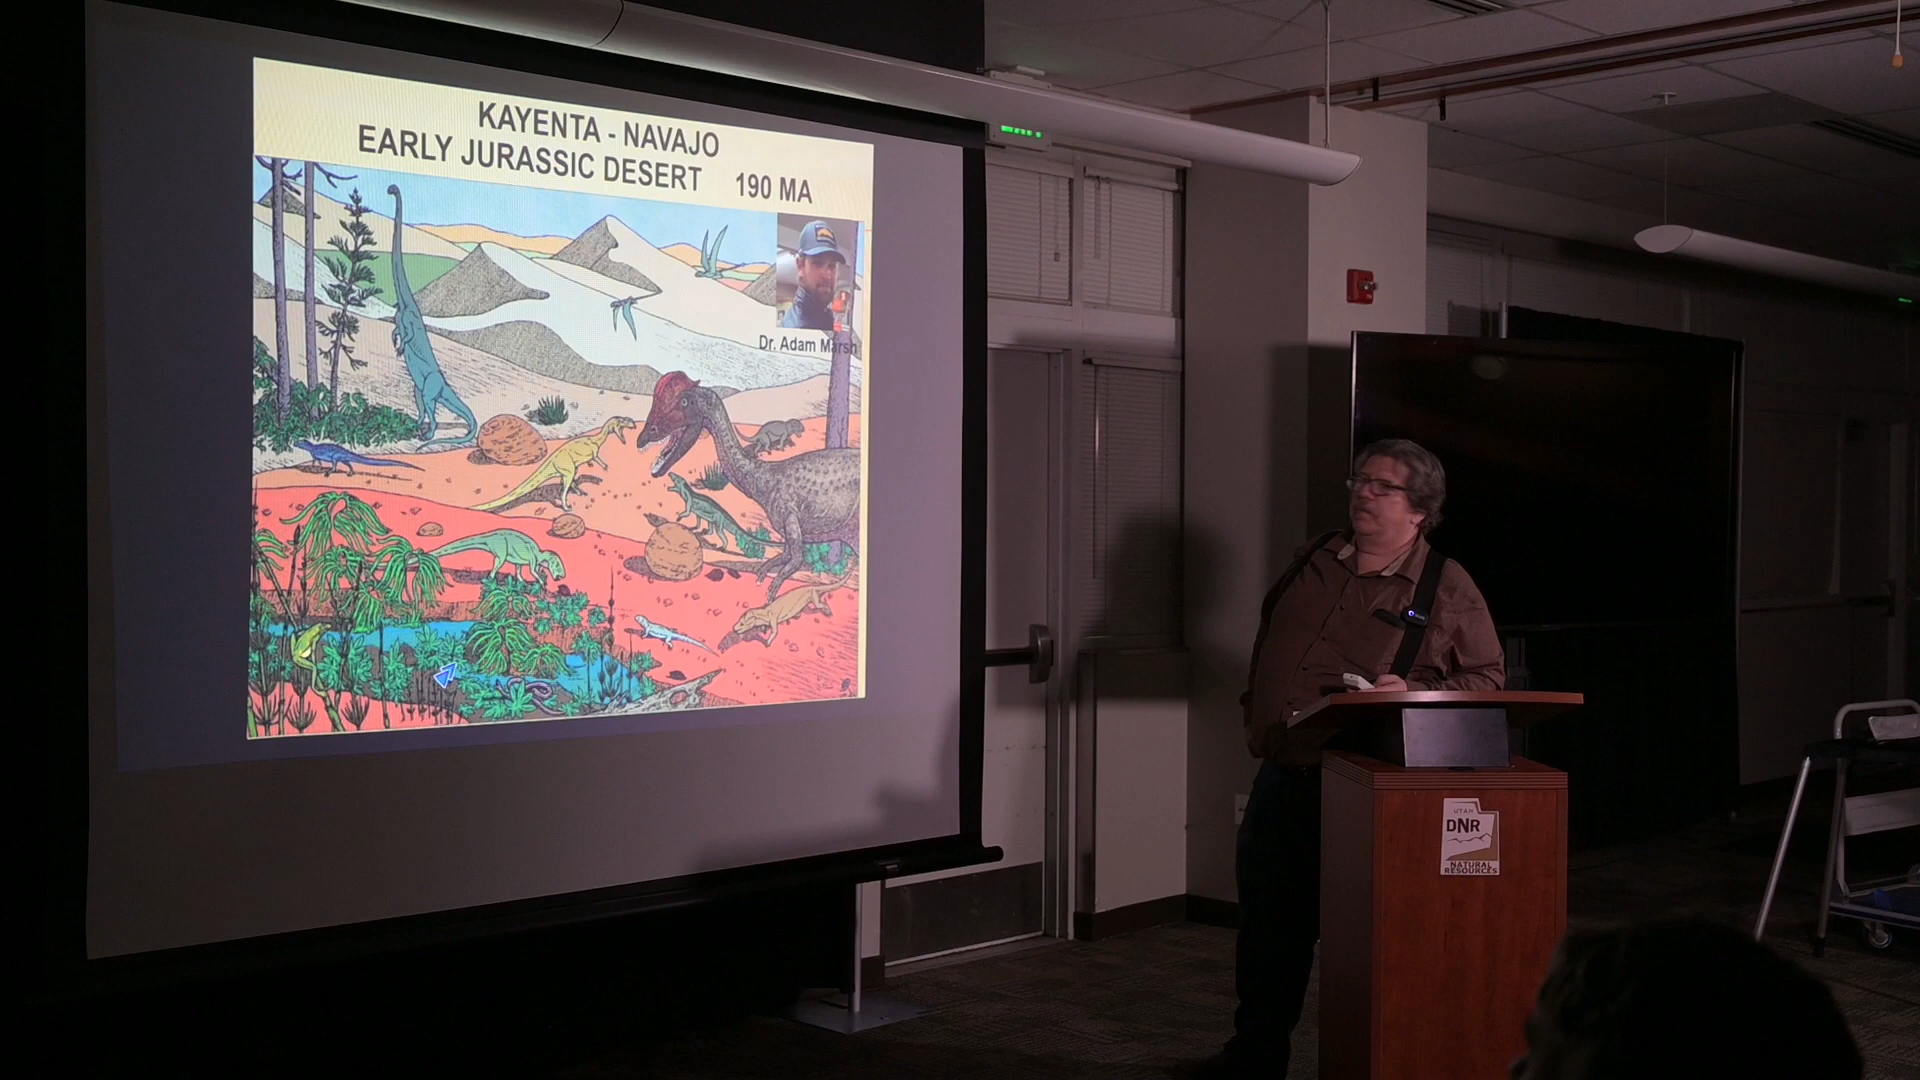 KAYENTA - NAVAJO
EARLY JURASSIC DESERT 190 MA
Dr. Adam Marsh
UTAH
DNR
NATURAL
RESOURCES